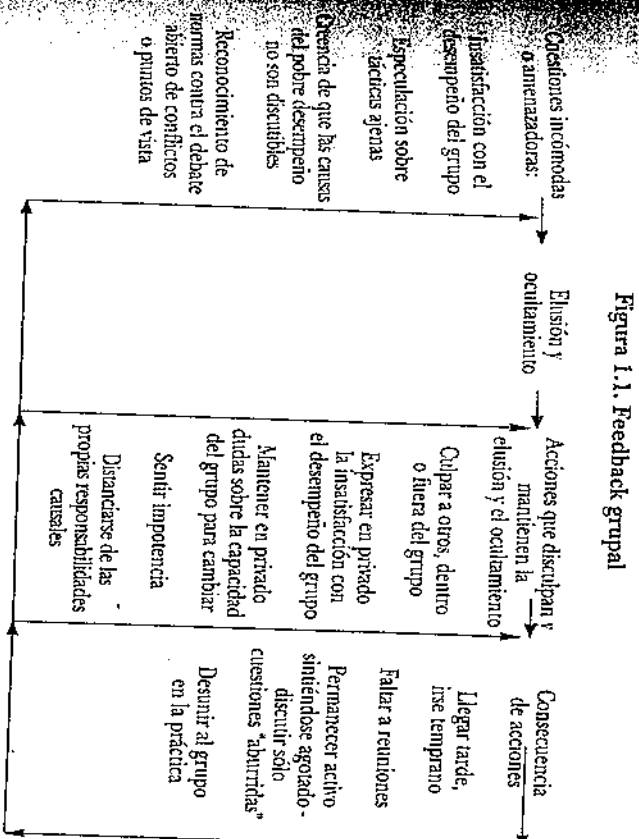 Figura 1.1. Feedback grupal
Cuestiones incómodas
o amenazadoras:
Insatisfacción con el
desempeño del grupo
Especulación sobre
tácticas ajenas
Creencia de que las causas
del pobre desempeño
no son discutibles
Reconocimiento de
normas contra el debate
abierto de conflictos
o puntos de vista
Elusión y
ocultamiento
Acciones que disculpan y
mantienen la
elusión y el ocultamiento
Culpar a otros, dentro
o fuera del grupo
Expresar en privado
la insatisfacción con
el desempeño del grupo
Mantener en privado
dudas sobre la capacidad
del grupo para cambiar
Sentir impotencia
Distanciarse de las
propias responsabilidades
causales
Consecuencia
de acciones
Llegar tarde,
irse temprano
Faltar a reuniones
Permanecer activo
sintiéndose agotado -
discutir sólo
cuestiones "aburridas"
Desunir al grupo
en la práctica